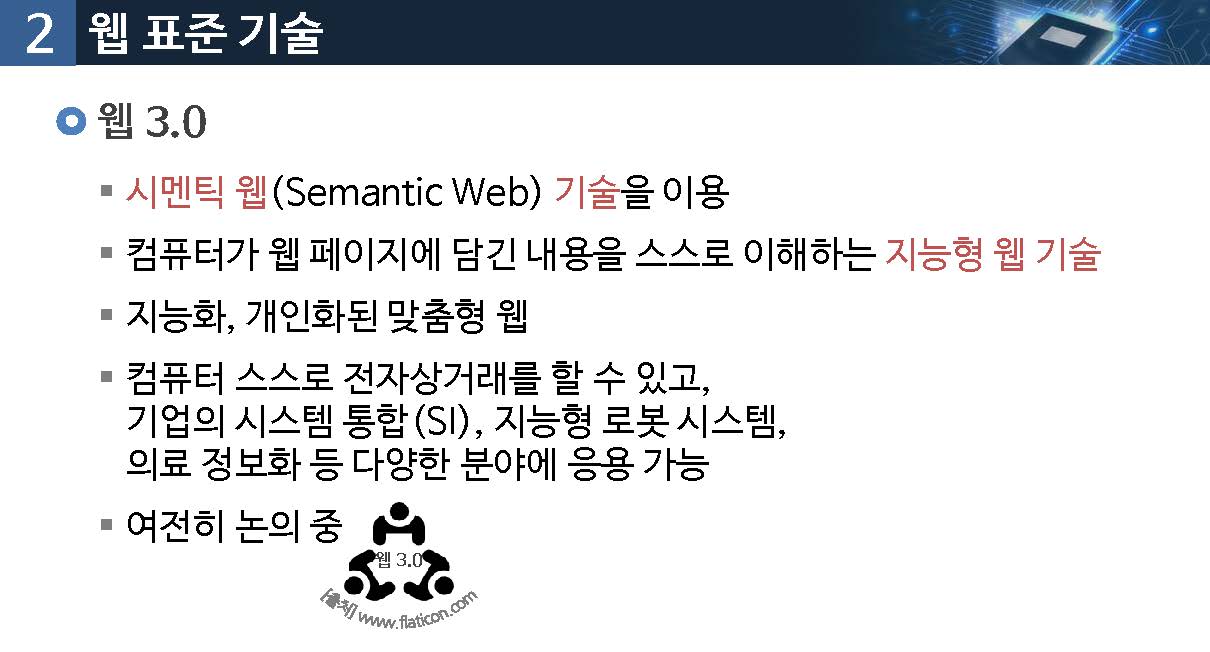 2 웹 표준 기술
웹 3.0
시멘틱 웹(Semantic Web) 기술을 이용
컴퓨터가 웹 페이지에 담긴 내용을 스스로 이해하는 지능형 웹 기술
지능화, 개인화된 맞춤형 웹
컴퓨터 스스로 전자상거래를 할 수 있고,
기업의 시스템 통합(SI), 지능형 로봇 시스템,
의료 정보화 등 다양한 분야에 응용 가능
여전히 논의 중
웹 3.0
[출처] www.flaticon.com